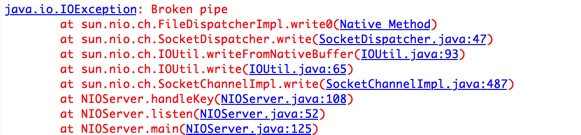 java.io.IOException: Broken pipe
at sun.nio.ch.FileDispatcherImpl.write0(Native Method)
at sun.nio.ch.SocketDispatcher.write(SocketDispatcher.java:47)
at sun.nio.ch.IOUtil.writeFromNativeBuffer(IOUtil.java:93)
at sun.nio.ch.IOUtil.write(IOUtil.java:65)
at sun.nio.ch.SocketChannelImpl.write(SocketChannelImpl.java:487)
at NIOServer.handleKey(NIOServer.java:108)
at NIOServer.listen(NIOServer.java:52)
at NIOServer.main(NIOServer.java:125)